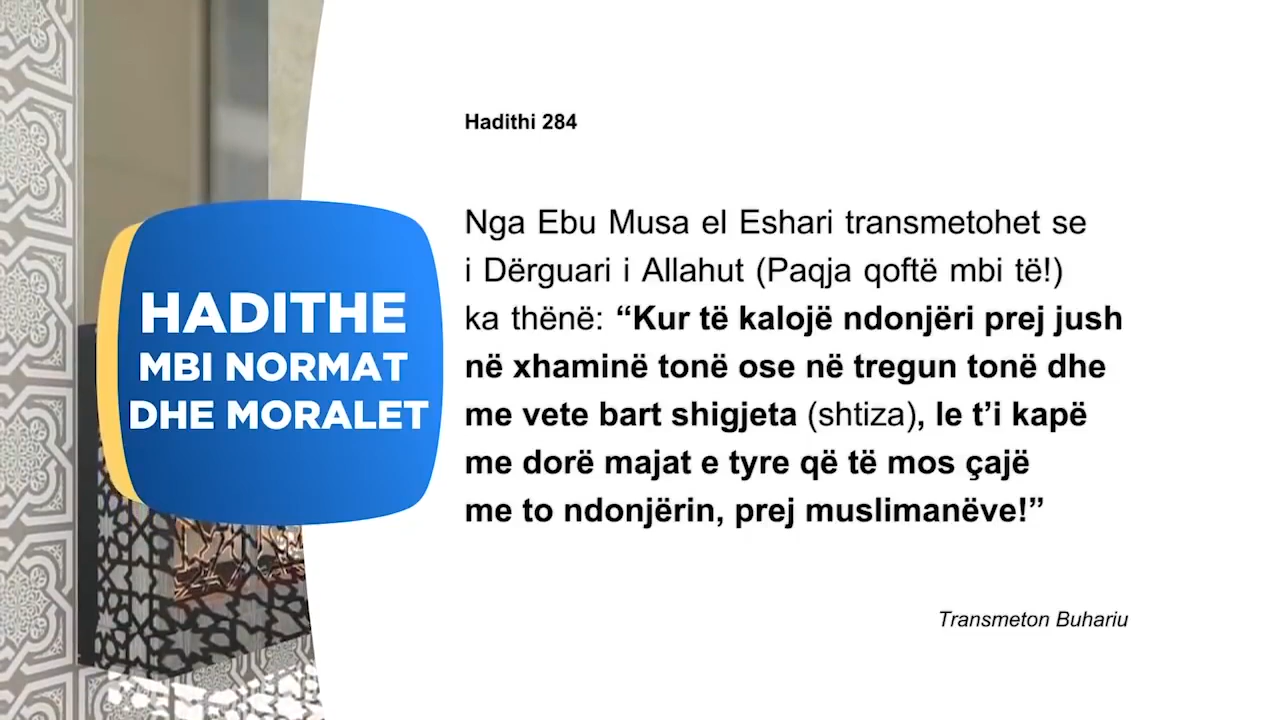 HADITHE
MBI NORMAT
DHE MORALET
Hadithi 284
Nga Ebu Musa el Eshari transmetohet se
i Dërguari i Allahut (Paqja qoftë mbi të!)
ka thënë: “Kur të kalojë ndonjëri prej jush
në xhaminë tonë ose në tregun tonë dhe
me vete bart shigjeta (shtiza), le t’i kapë
me dorë majat e tyre që të mos çajë
me to ndonjërin, prej muslimanëve!”
Transmeton Buhariu